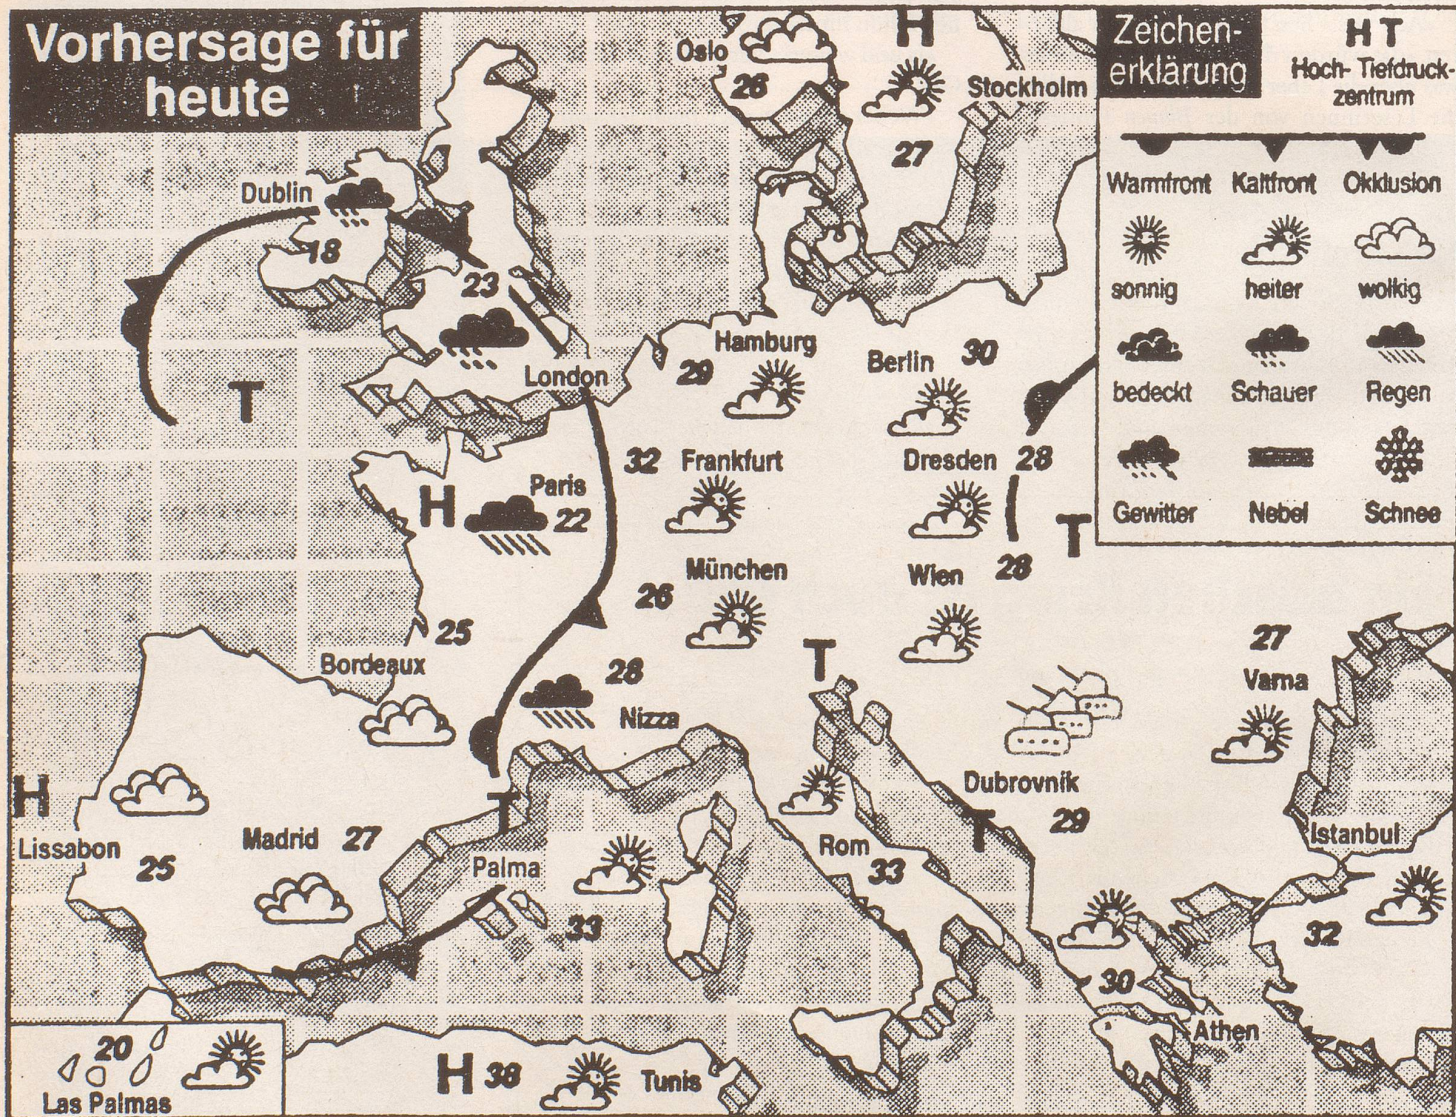 Vorhersage für
heute
Zeichen-
erklärung
H T
Hoch- Tiefdruck-
zentrum
Warmfront Kaltfront Okklusion
sonnig heiter wolkig
bedeckt Schauer Regen
Gewitter Nebel Schnee
Oslo
26
H
Stockholm
27
Dublin
18
23
T
London
Hamburg
29
Berlin 30
32 Frankfurt
Dresden 28
H
Paris
22
T
München
26
Wien 28
25
Bordeaux
28
Nizza
T
27
Varna
H
Lissabon
25
Madrid 27
T
Palma
33
Rom
33
Dubrovnik
T
29
Istanbul
32
30
Athen
20
Las Palmas
H 38 Tunis